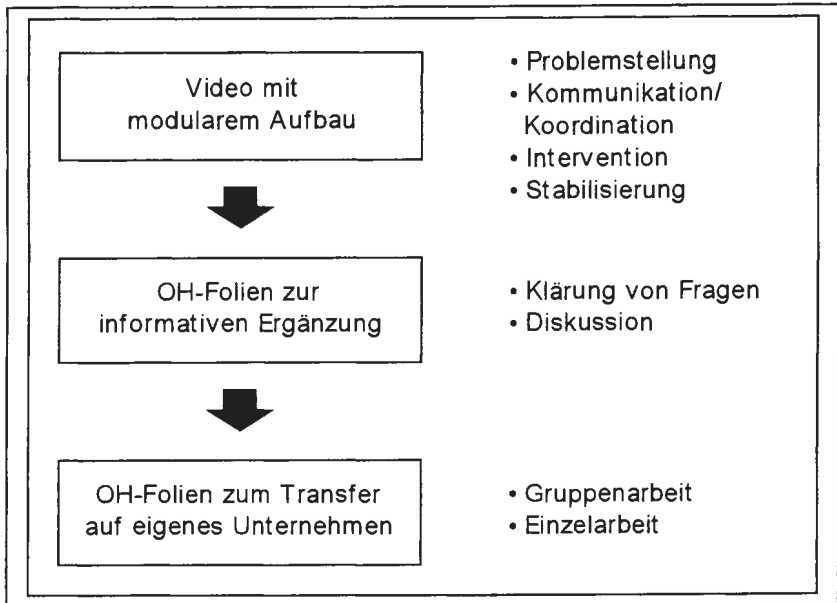 Video mit
modularem Aufbau
• Problemstellung
• Kommunikation/
Koordination
• Intervention
• Stabilisierung
OH-Folien zur
informativen Ergänzung
• Klärung von Fragen
• Diskussion
OH-Folien zum Transfer
auf eigenes Unternehmen
• Gruppenarbeit
• Einzelarbeit